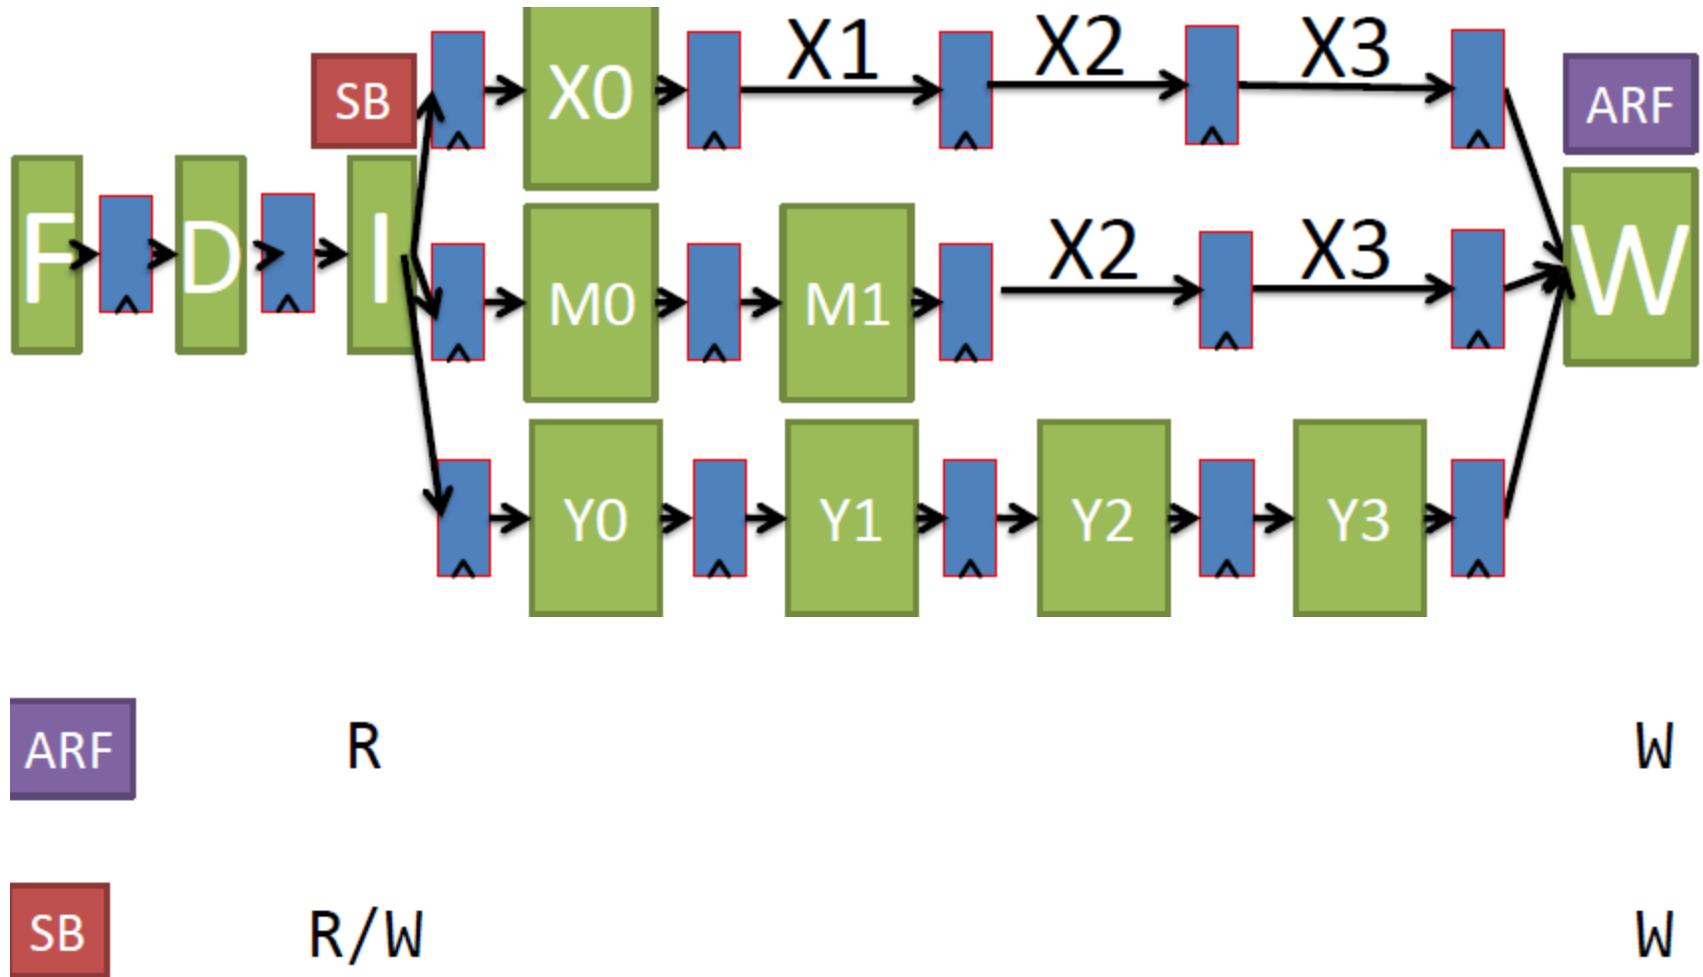 X1 X2 X3
SB X0 ARF
F D I M0 M1 X2 X3 W
Y0 Y1 Y2 Y3
ARF R W
SB R/W W